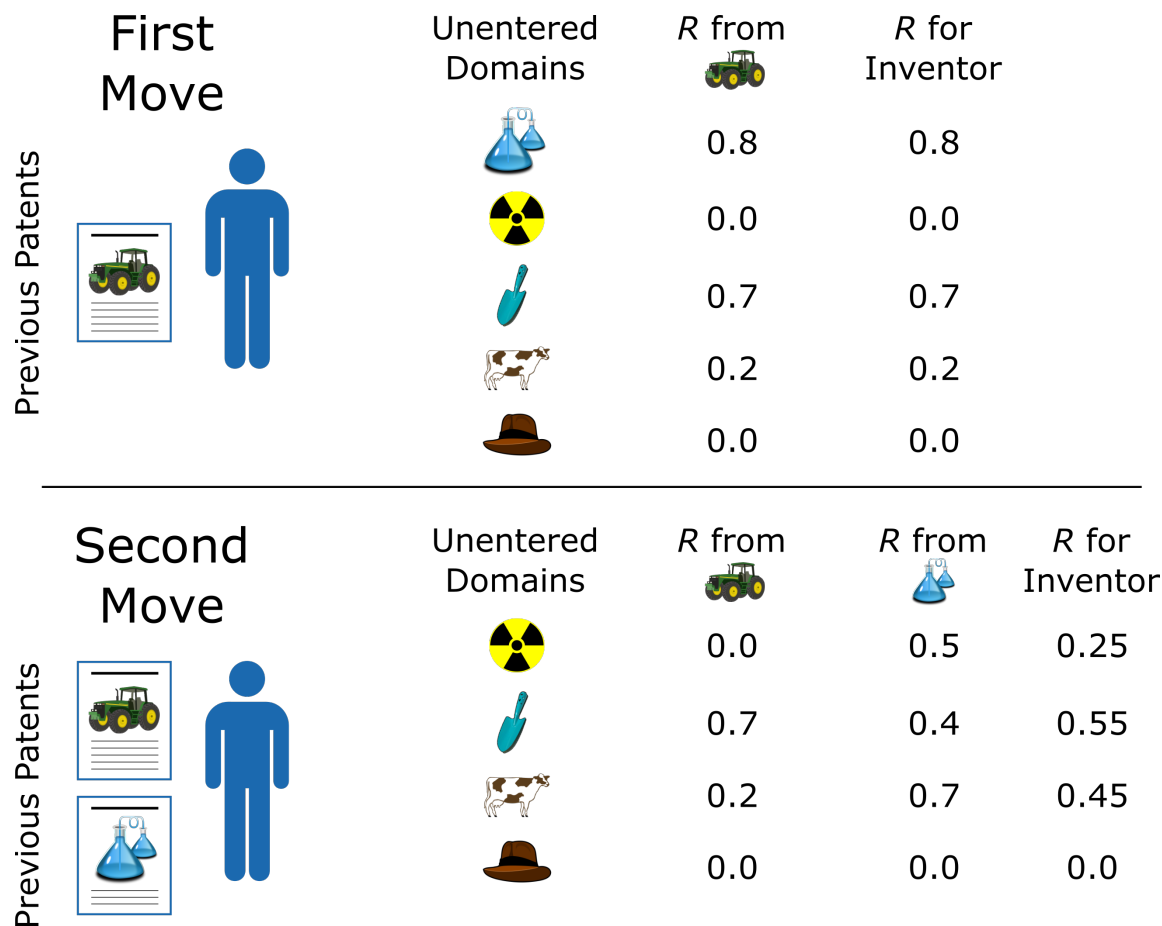 First
Move
Previous Patents
Unentered
Domains
R from
R for
Inventor
0.8 0.8
0.0 0.0
0.7 0.7
0.2 0.2
0.0 0.0
Second
Move
Previous Patents
Unentered
Domains
R from
R from
R for
Inventor
0.0 0.5 0.25
0.7 0.4 0.55
0.2 0.7 0.45
0.0 0.0 0.0